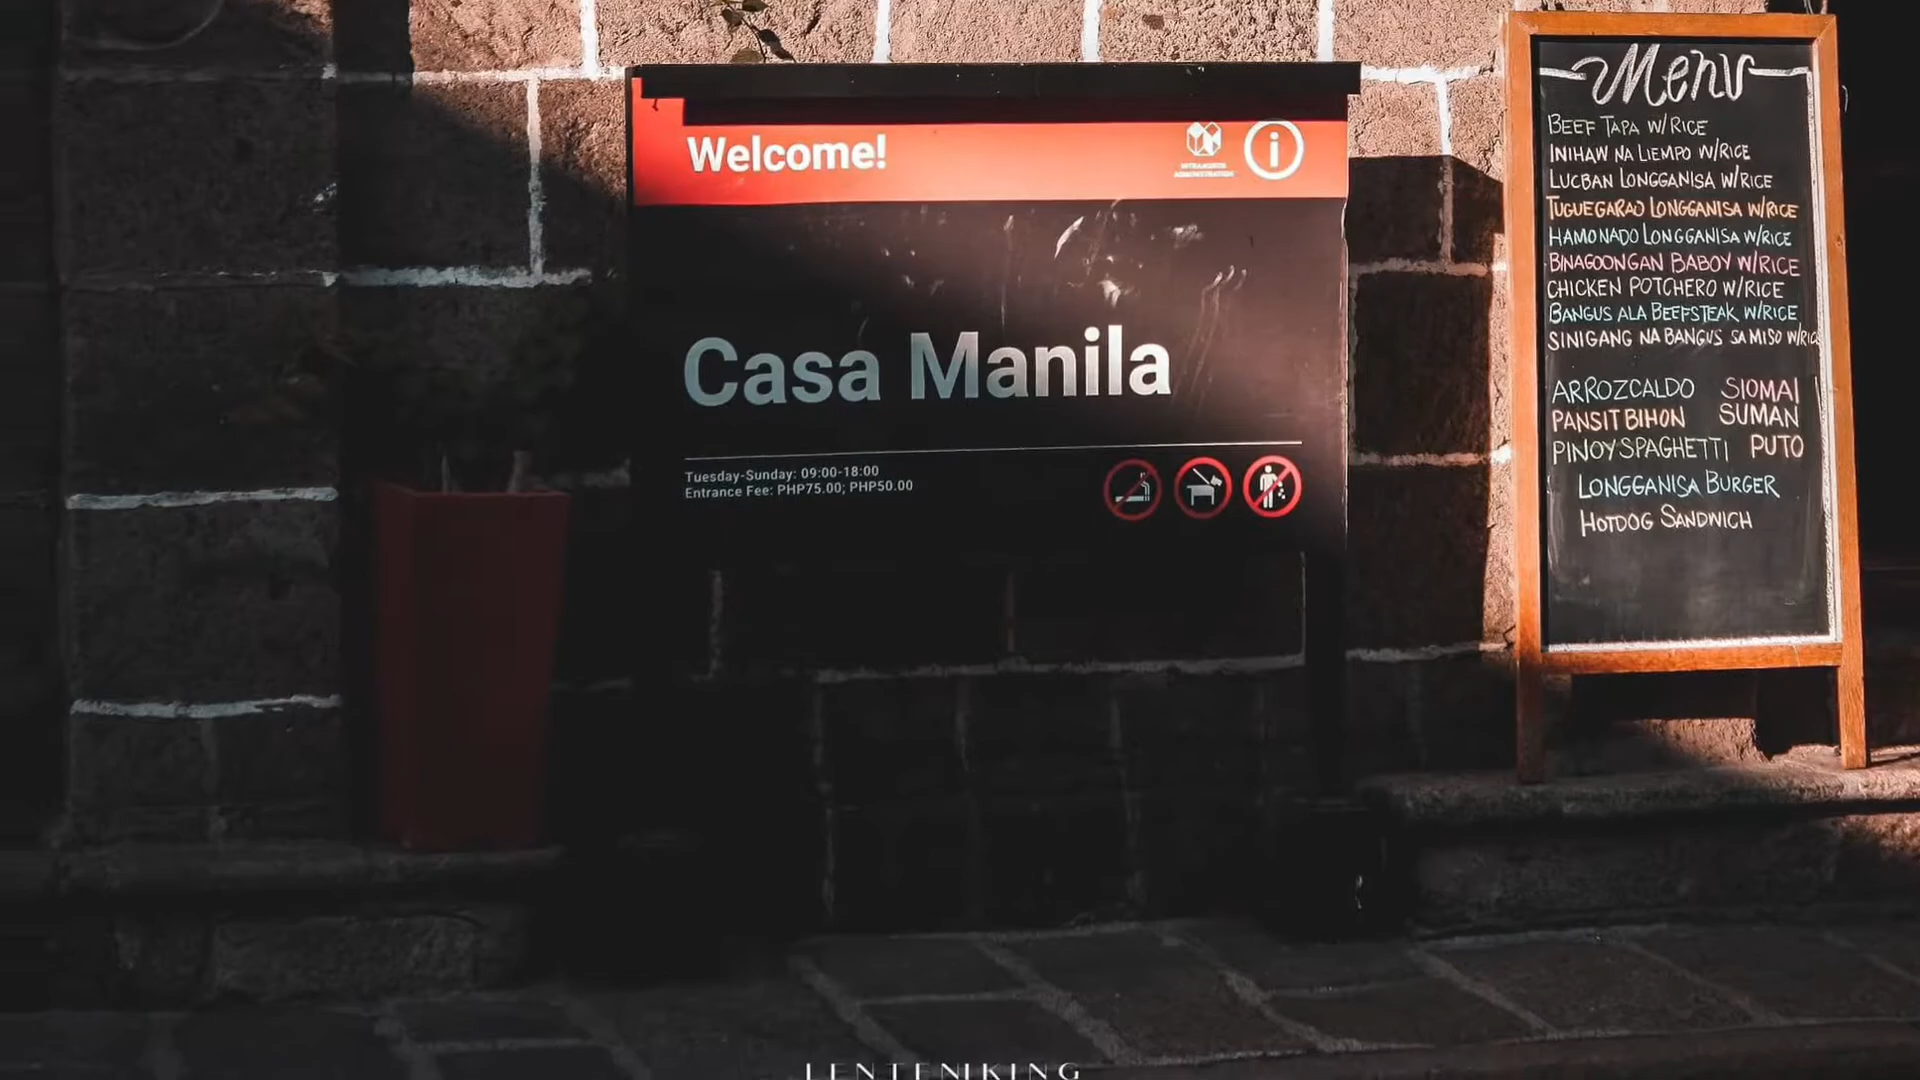 Welcome!
INTRAMUROS
ADMINISTRATION
i
Casa Manila
Tuesday-Sunday: 09:00-18:00
Entrance Fee: PHP75.00; PHP50.00
Menu
BEEF TAPA W/RICE
INIHAW NA LIEMPO W/RICE
LUCBAN LONGGANISA W/RICE
TUGUEGARAO LONGGANISA W/RICE
HAMONADO LONGGANISA W/RICE
BINAGOONGAN BABOY W/RICE
CHICKEN POTCHERO W/RICE
BANGUS ALA BEEFSTEAK W/RICE
SINIGANG NA BANGUS SA MISO W/RICE
ARROZCALDO SIOMAI
PANSIT BIHON SUMAN
PINOY SPAGHETTI PUTO
LONGGANISA BURGER
HOTDOG SANDWICH